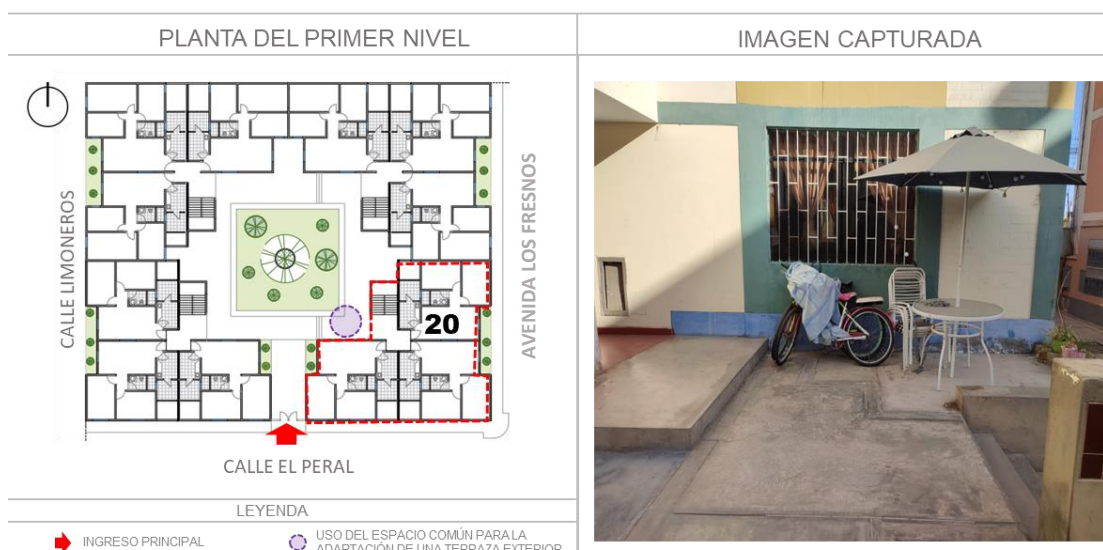 PLANTA DEL PRIMER NIVEL
IMAGEN CAPTURADA
CALLE LIMONEROS
20
AVENIDA LOS FRESNOS
CALLE EL PERAL
LEYENDA
INGRESO PRINCIPAL
USO DEL ESPACIO COMÚN PARA LA
ADAPTACIÓN DE UNA TERRAZA EXTERIOR